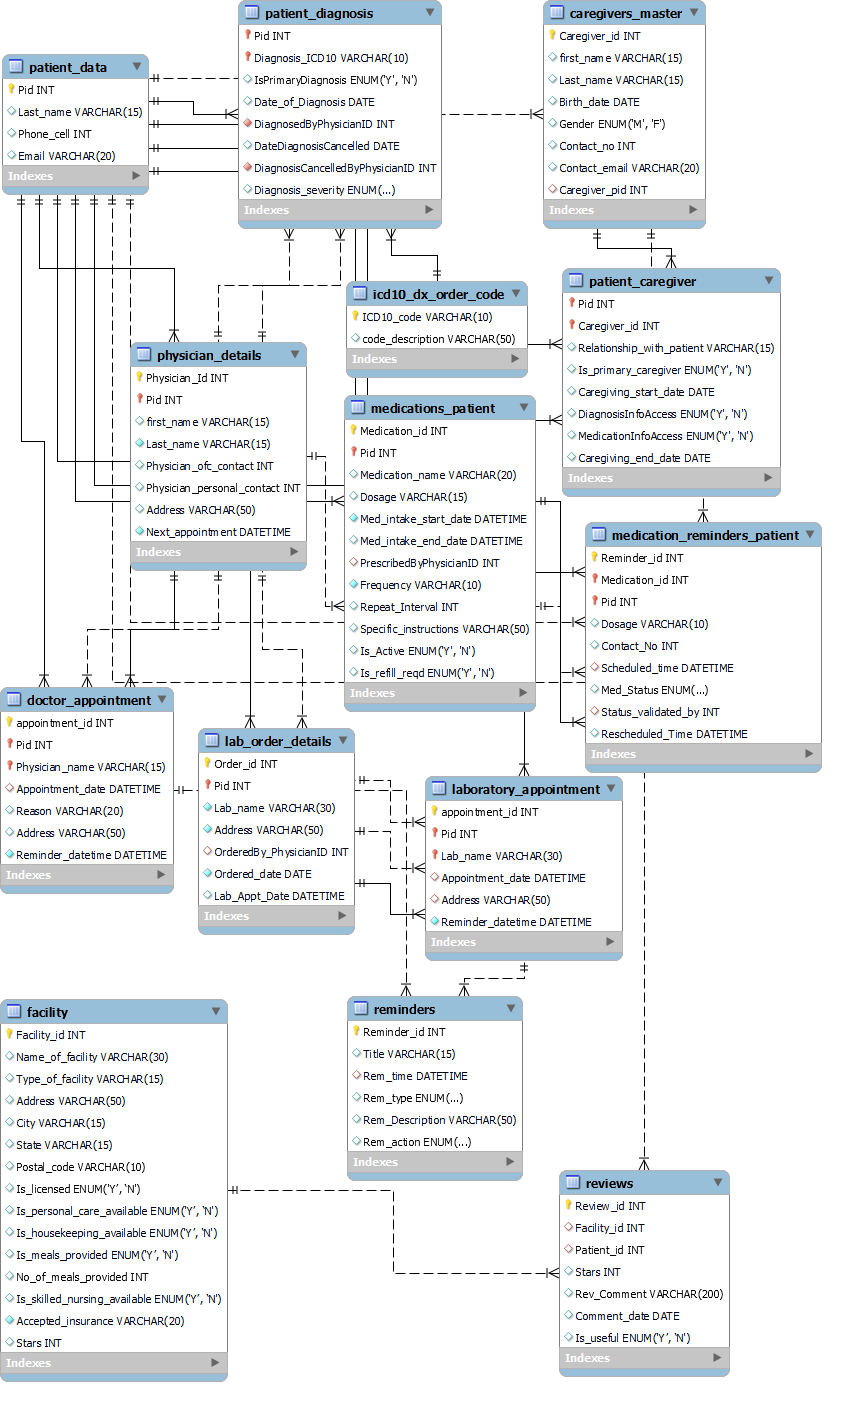 patient_diagnosis
Pid INT
Diagnosis_ICD10 VARCHAR(10)
IsPrimaryDiagnosis ENUM('Y', 'N')
Date_of_Diagnosis DATE
DiagnosedByPhysicianID INT
DateDiagnosisCancelled DATE
DiagnosisCancelledByPhysicianID INT
Diagnosis_severity ENUM(...)
Indexes
caregivers_master
Caregiver_id INT
first_name VARCHAR(15)
Last_name VARCHAR(15)
Birth_date DATE
Gender ENUM('M', 'F')
Contact_no INT
Contact_email VARCHAR(20)
Caregiver_pid INT
Indexes
patient_data
Pid INT
Last_name VARCHAR(15)
Phone_cell INT
Email VARCHAR(20)
Indexes
icd10_dx_order_code
ICD10_code VARCHAR(10)
code_description VARCHAR(50)
Indexes
patient_caregiver
Pid INT
Caregiver_id INT
Relationship_with_patient VARCHAR(15)
Is_primary_caregiver ENUM('Y', 'N')
Caregiving_start_date DATE
DiagnosisInfoAccess ENUM('Y', 'N')
MedicationInfoAccess ENUM('Y', 'N')
Caregiving_end_date DATE
Indexes
physician_details
Physician_Id INT
Pid INT
first_name VARCHAR(15)
Last_name VARCHAR(15)
Physician_ofc_contact INT
Physician_personal_contact INT
Address VARCHAR(50)
Next_appointment DATETIME
Indexes
medications_patient
Medication_id INT
Pid INT
Medication_name VARCHAR(20)
Dosage VARCHAR(15)
Med_intake_start_date DATETIME
Med_intake_end_date DATETIME
PrescribedByPhysicianID INT
Frequency VARCHAR(10)
Repeat_Interval INT
Specific_instructions VARCHAR(50)
Is_Active ENUM('Y', 'N')
Is_refill_reqd ENUM('Y', 'N')
Indexes
medication_reminders_patient
Reminder_id INT
Medication_id INT
Pid INT
Dosage VARCHAR(10)
Contact_No INT
Scheduled_time DATETIME
Med_Status ENUM(...)
Status_validated_by INT
Rescheduled_Time DATETIME
Indexes
doctor_appointment
appointment_id INT
Pid INT
Physician_name VARCHAR(15)
Appointment_date DATETIME
Reason VARCHAR(20)
Address VARCHAR(50)
Reminder_datetime DATETIME
Indexes
lab_order_details
Order_id INT
Pid INT
Lab_name VARCHAR(30)
Address VARCHAR(50)
OrderedBy_PhysicianID INT
Ordered_date DATE
Lab_Appt_Date DATETIME
Indexes
laboratory_appointment
appointment_id INT
Pid INT
Lab_name VARCHAR(30)
Appointment_date DATETIME
Address VARCHAR(50)
Reminder_datetime DATETIME
Indexes
facility
Facility_id INT
Name_of_facility VARCHAR(30)
Type_of_facility VARCHAR(15)
Address VARCHAR(50)
City VARCHAR(15)
State VARCHAR(15)
Postal_code VARCHAR(10)
Is_licensed ENUM('Y', 'N')
Is_personal_care_available ENUM('Y', 'N')
Is_housekeeping_available ENUM('Y', 'N')
Is_meals_provided ENUM('Y', 'N')
No_of_meals_provided INT
Is_skilled_nursing_available ENUM('Y', 'N')
Accepted_insurance VARCHAR(20)
Stars INT
Indexes
reminders
Reminder_id INT
Title VARCHAR(15)
Rem_time DATETIME
Rem_type ENUM(...)
Rem_Description VARCHAR(50)
Rem_action ENUM(...)
Indexes
reviews
Review_id INT
Facility_id INT
Patient_id INT
Stars INT
Rev_Comment VARCHAR(200)
Comment_date DATE
Is_useful ENUM('Y', 'N')
Indexes